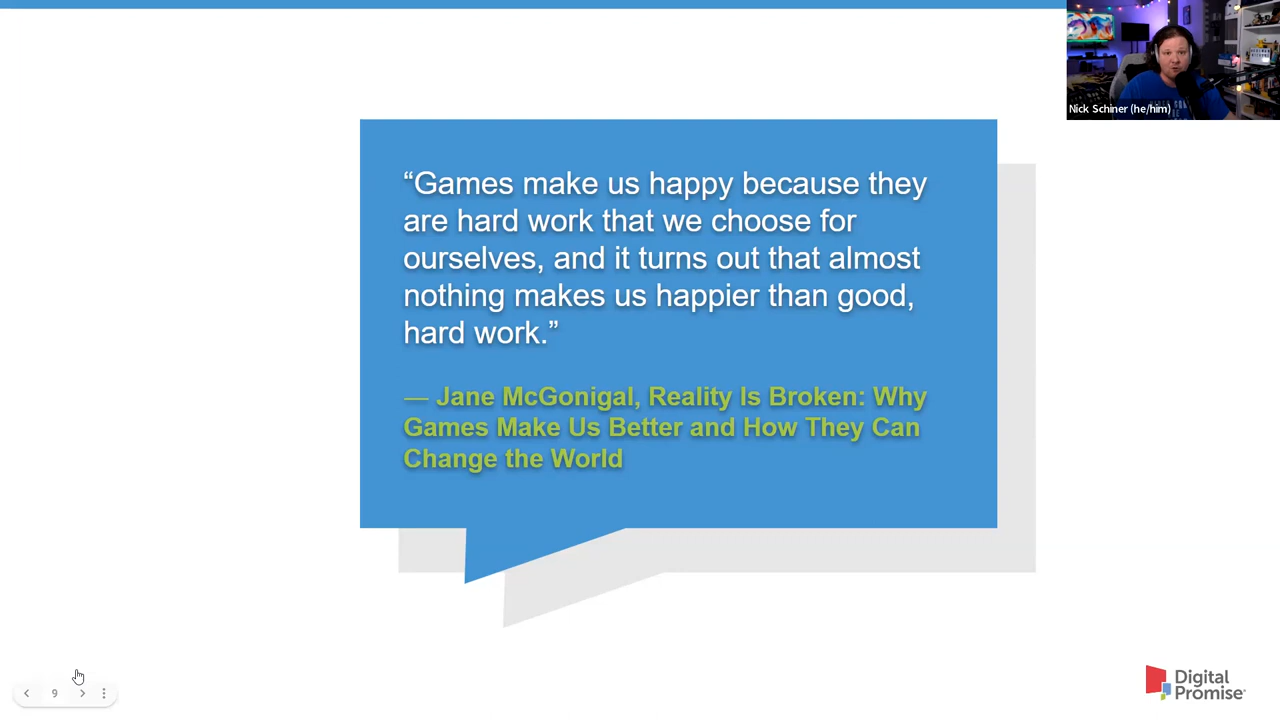 Nick Schiner (he/him)
“Games make us happy because they
are hard work that we choose for
ourselves, and it turns out that almost
nothing makes us happier than good,
hard work.”
— Jane McGonigal, Reality Is Broken: Why
Games Make Us Better and How They Can
Change the World
9
Digital
Promise